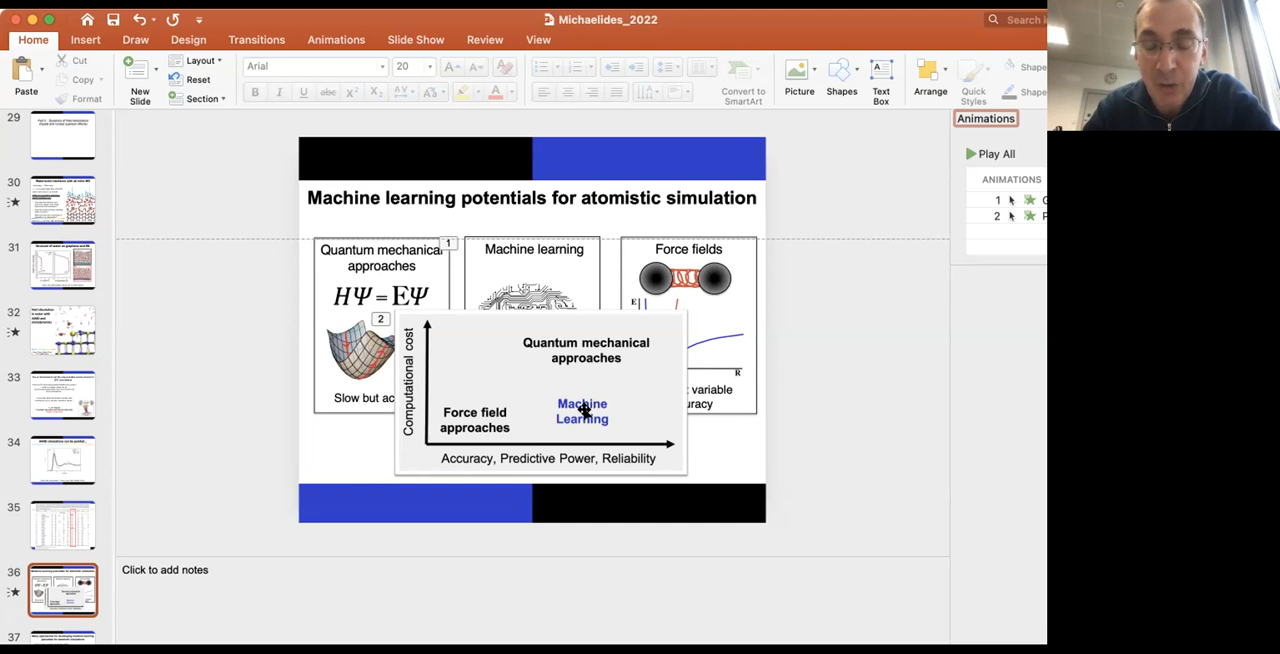 Michaelides_2022
Search
Home
Insert
Draw
Design
Transitions
Animations
Slide Show
Review
View
Paste
Cut
Copy
Format
New
Slide
Layout
Reset
Section
Arial
20
Convert to
SmartArt
Picture
Shapes
Text
Box
Arrange
Quick
Styles
Shape
Shape
Animations
Play All
ANIMATIONS
1
2
29
30
31
32
33
34
35
36
37
Machine learning potentials for atomistic simulation
Quantum mechanical
approaches
1
HΨ = EΨ
2
Slow but ac
Machine learning
Force fields
E
R
variable
uracy
Computational cost
Quantum mechanical
approaches
Force field
approaches
Machine
Learning
Accuracy, Predictive Power, Reliability
Click to add notes